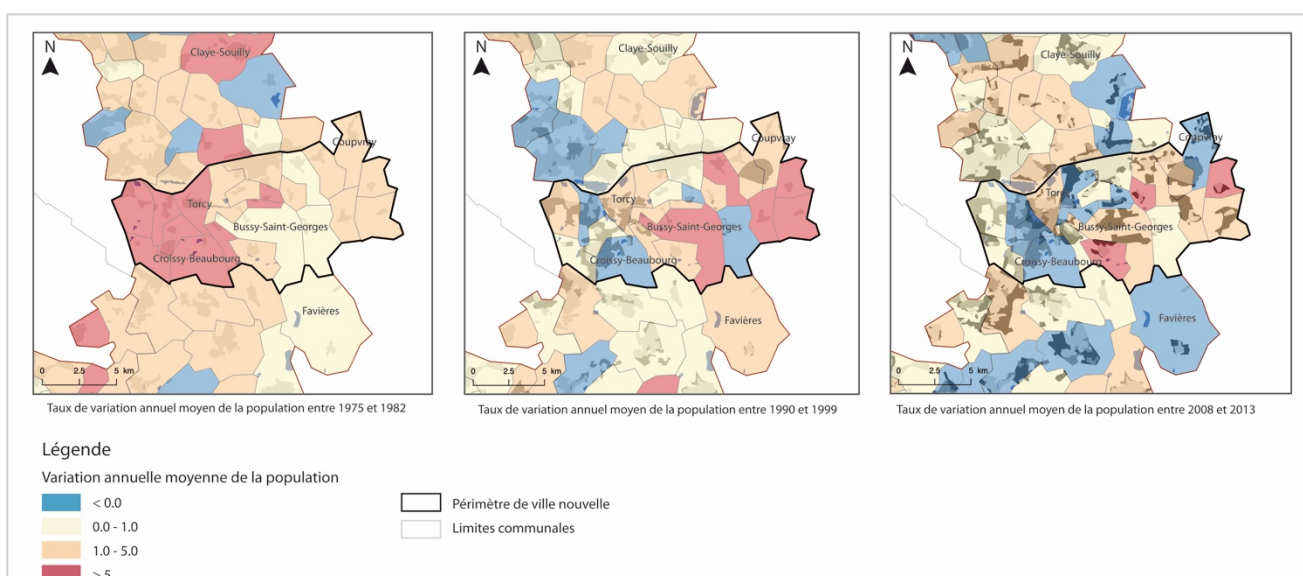 N
Claye-Souilly
Coupvray
Torcy
Bussy-Saint-Georges
Croissy-Beaubourg
Favières
0 2.5 5 km
Taux de variation annuel moyen de la population entre 1975 et 1982
N
Claye-Souilly
Coupvray
Torcy
Bussy-Saint-Georges
Croissy-Beaubourg
Favières
0 2.5 5 km
Taux de variation annuel moyen de la population entre 1990 et 1999
N
Claye-Souilly
Coupvray
Torcy
Bussy-Saint-Georges
Croissy-Beaubourg
Favières
0 2.5 5 km
Taux de variation annuel moyen de la population entre 2008 et 2013
Légende
Variation annuelle moyenne de la population
< 0.0
0.0 - 1.0
1.0 - 5.0
> 5
Périmètre de ville nouvelle
Limites communales